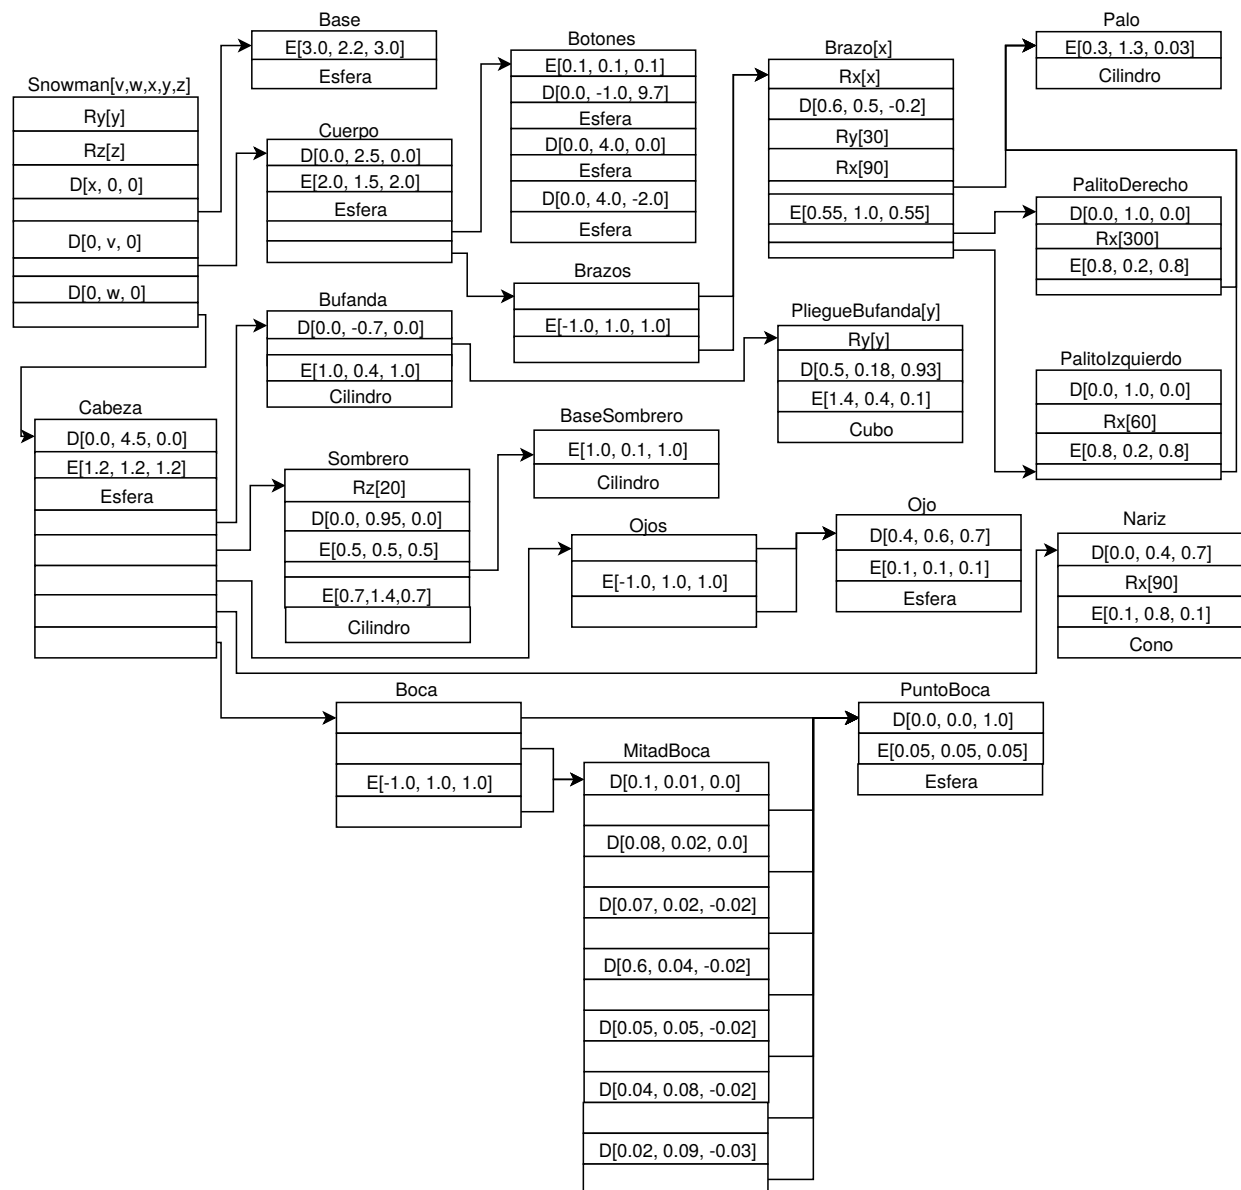 Snowman[v,w,x,y,z]
Ry[y]
Rz[z]
D[x, 0, 0]
D[0, v, 0]
D[0, w, 0]
Base
E[3.0, 2.2, 3.0]
Esfera
Cuerpo
D[0.0, 2.5, 0.0]
E[2.0, 1.5, 2.0]
Esfera
Botones
E[0.1, 0.1, 0.1]
D[0.0, -1.0, 9.7]
Esfera
D[0.0, 4.0, 0.0]
Esfera
D[0.0, 4.0, -2.0]
Esfera
Brazos
E[-1.0, 1.0, 1.0]
Brazo[x]
Rx[x]
D[0.6, 0.5, -0.2]
Ry[30]
Rx[90]
E[0.55, 1.0, 0.55]
Palo
E[0.3, 1.3, 0.03]
Cilindro
PalitoDerecho
D[0.0, 1.0, 0.0]
Rx[300]
E[0.8, 0.2, 0.8]
PalitoIzquierdo
D[0.0, 1.0, 0.0]
Rx[60]
E[0.8, 0.2, 0.8]
Bufanda
D[0.0, -0.7, 0.0]
E[1.0, 0.4, 1.0]
Cilindro
PliegueBufanda[y]
Ry[y]
D[0.5, 0.18, 0.93]
E[1.4, 0.4, 0.1]
Cubo
Cabeza
D[0.0, 4.5, 0.0]
E[1.2, 1.2, 1.2]
Esfera
Sombrero
Rz[20]
D[0.0, 0.95, 0.0]
E[0.5, 0.5, 0.5]
E[0.7,1.4,0.7]
Cilindro
BaseSombrero
E[1.0, 0.1, 1.0]
Cilindro
Ojos
E[-1.0, 1.0, 1.0]
Ojo
D[0.4, 0.6, 0.7]
E[0.1, 0.1, 0.1]
Esfera
Nariz
D[0.0, 0.4, 0.7]
Rx[90]
E[0.1, 0.8, 0.1]
Cono
Boca
E[-1.0, 1.0, 1.0]
MitadBoca
D[0.1, 0.01, 0.0]
D[0.08, 0.02, 0.0]
D[0.07, 0.02, -0.02]
D[0.6, 0.04, -0.02]
D[0.05, 0.05, -0.02]
D[0.04, 0.08, -0.02]
D[0.02, 0.09, -0.03]
PuntoBoca
D[0.0, 0.0, 1.0]
E[0.05, 0.05, 0.05]
Esfera